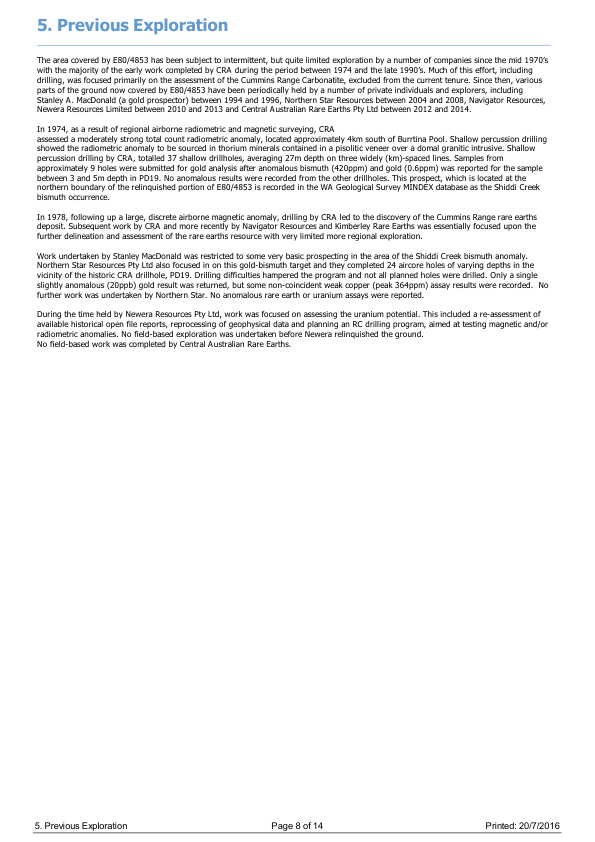 5. Previous Exploration
The area covered by E80/4853 has been subject to intermittent, but quite limited exploration by a number of companies since the mid 1970's
with the majority of the early work completed by CRA during the period between 1974 and the late 1990's. Much of this effort, including
drilling, was focused primarily on the assessment of the Cummins Range Carbonatite, excluded from the current tenure. Since then, various
parts of the ground now covered by E80/4853 have been periodically held by a number of private individuals and explorers, including
Stanley A. MacDonald (a gold prospector) between 1994 and 1996, Northern Star Resources between 2004 and 2008, Navigator Resources,
Newera Resources Limited between 2010 and 2013 and Central Australian Rare Earths Pty Ltd between 2012 and 2014.
In 1974, as a result of regional airborne radiometric and magnetic surveying, CRA
assessed a moderately strong total count radiometric anomaly, located approximately 4km south of Burrtina Pool. Shallow percussion drilling
showed the radiometric anomaly to be sourced in thorium minerals contained in a pisolitic veneer over a domal granitic intrusive. Shallow
percussion drilling by CRA, totalled 37 shallow drillholes, averaging 27m depth on three widely (km)-spaced lines. Samples from
approximately 9 holes were submitted for gold analysis after anomalous bismuth (420ppm) and gold (0.6ppm) was reported for the sample
between 3 and 5m depth in PD19. No anomalous results were recorded from the other drillholes. This prospect, which is located at the
northern boundary of the relinquished portion of E80/4853 is recorded in the WA Geological Survey MINDEX database as the Shiddi Creek
bismuth occurrence.
In 1978, following up a large, discrete airborne magnetic anomaly, drilling by CRA led to the discovery of the Cummins Range rare earths
deposit. Subsequent work by CRA and more recently by Navigator Resources and Kimberley Rare Earths was essentially focused upon the
further delineation and assessment of the rare earths resource with very limited more regional exploration.
Work undertaken by Stanley MacDonald was restricted to some very basic prospecting in the area of the Shiddi Creek bismuth anomaly.
Northern Star Resources Pty Ltd also focused in on this gold-bismuth target and they completed 24 aircore holes of varying depths in the
vicinity of the historic CRA drillhole, PD19. Drilling difficulties hampered the program and not all planned holes were drilled. Only a single
slightly anomalous (20ppb) gold result was returned, but some non-coincident weak copper (peak 364ppm) assay results were recorded. No
further work was undertaken by Northern Star. No anomalous rare earth or uranium assays were reported.
During the time held by Newera Resources Pty Ltd, work was focused on assessing the uranium potential. This included a re-assessment of
available historical open file reports, reprocessing of geophysical data and planning an RC drilling program, aimed at testing magnetic and/or
radiometric anomalies. No field-based exploration was undertaken before Newera relinquished the ground.
No field-based work was completed by Central Australian Rare Earths.
5. Previous Exploration Page 8 of 14 Printed: 20/7/2016